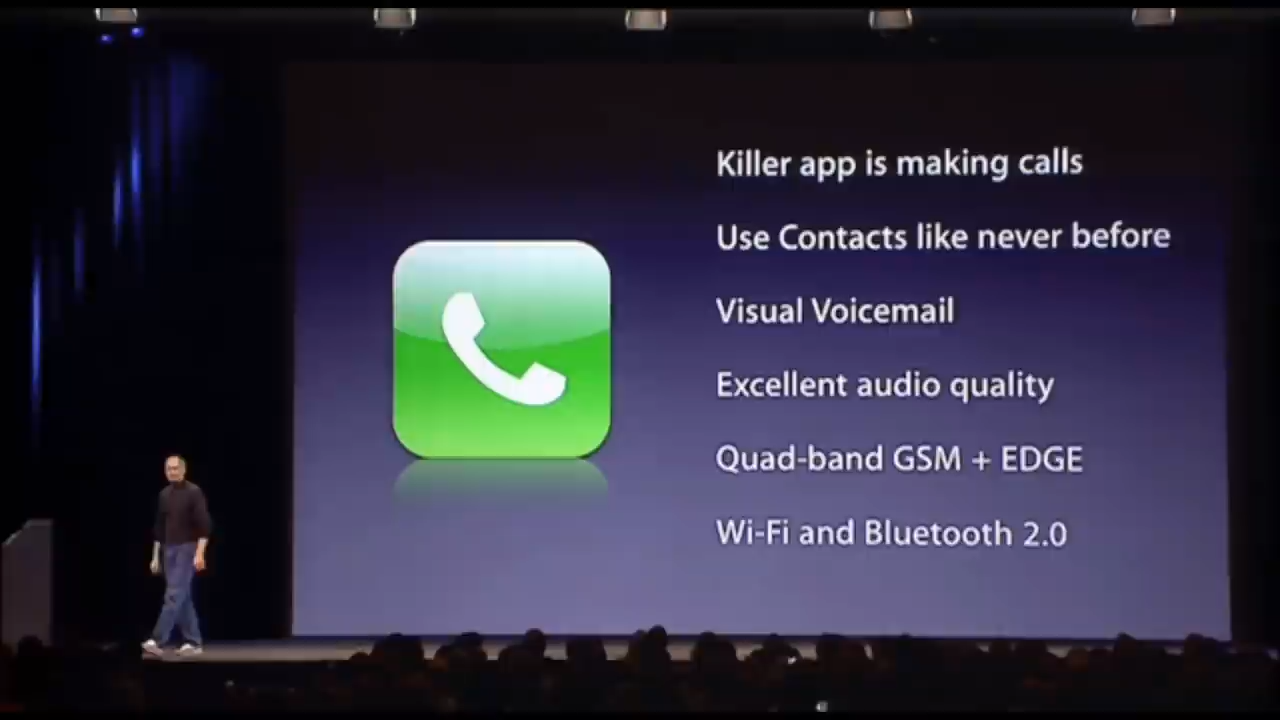 Killer app is making calls
Use Contacts like never before
Visual Voicemail
Excellent audio quality
Quad-band GSM + EDGE
Wi-Fi and Bluetooth 2.0